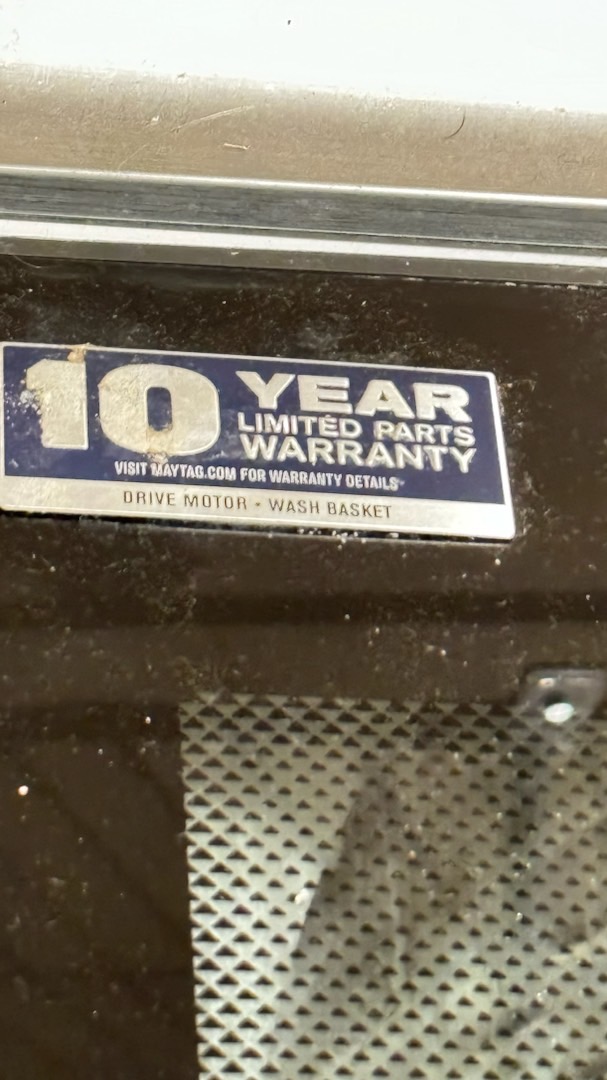 10 YEAR
LIMITED PARTS
WARRANTY
VISIT MAYTAG.COM FOR WARRANTY DETAILS
DRIVE MOTOR • WASH BASKET